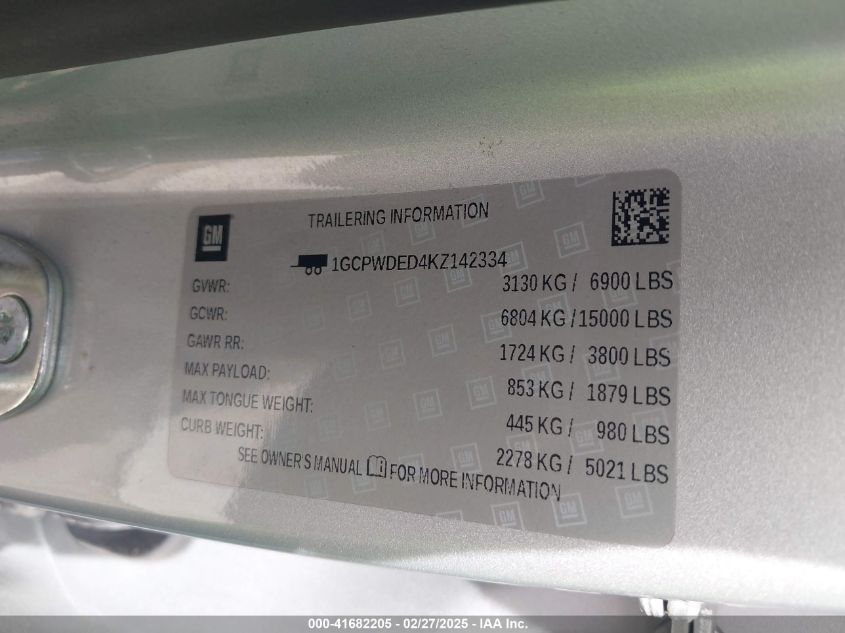 GM
TRAILERING INFORMATION
1GCPWDED4KZ142334
GVWR: 3130 KG / 6900 LBS
GCWR: 6804 KG / 15000 LBS
GAWR RR: 1724 KG / 3800 LBS
MAX PAYLOAD: 853 KG / 1879 LBS
MAX TONGUE WEIGHT: 445 KG / 980 LBS
CURB WEIGHT: 2278 KG / 5021 LBS
SEE OWNER'S MANUAL FOR MORE INFORMATION
000-41682205 - 02/27/2025 - IAA Inc.